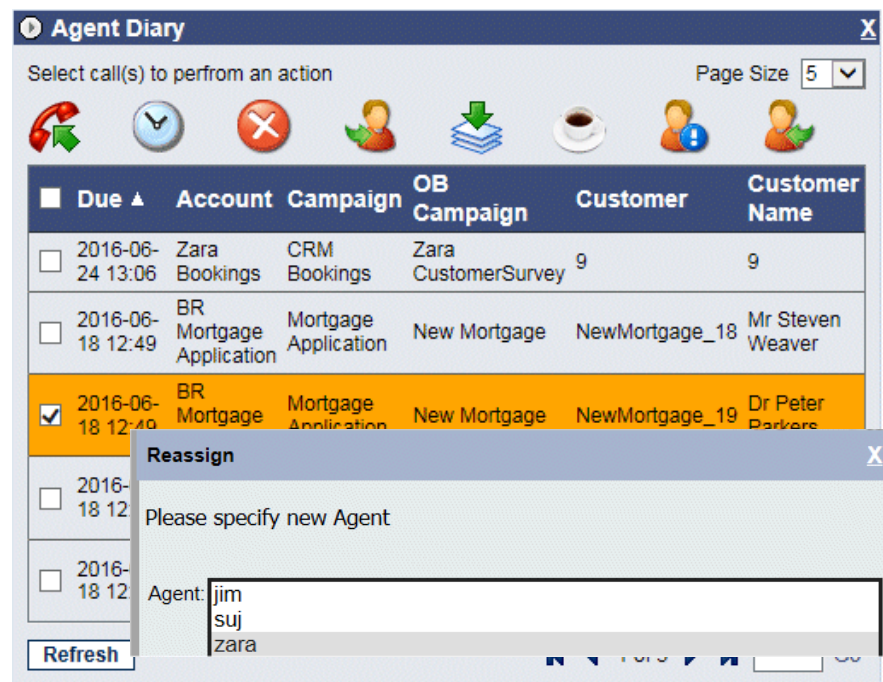 Agent Diary X
Select call(s) to perfrom an action Page Size 5
Due Account Campaign OB Campaign Customer Customer Name
2016-06-24 13:06 Zara Bookings CRM Bookings Zara CustomerSurvey 9 9
2016-06-18 12:49 BR Mortgage Application Mortgage Application New Mortgage NewMortgage_18 Mr Steven Weaver
2016-06-18 12:49 BR Mortgage Mortgage Application New Mortgage NewMortgage_19 Dr Peter Parkers
2016-
18 12:
2016-
18 12:
Reassign X
Please specify new Agent
Agent: jim
suj
zara
Refresh